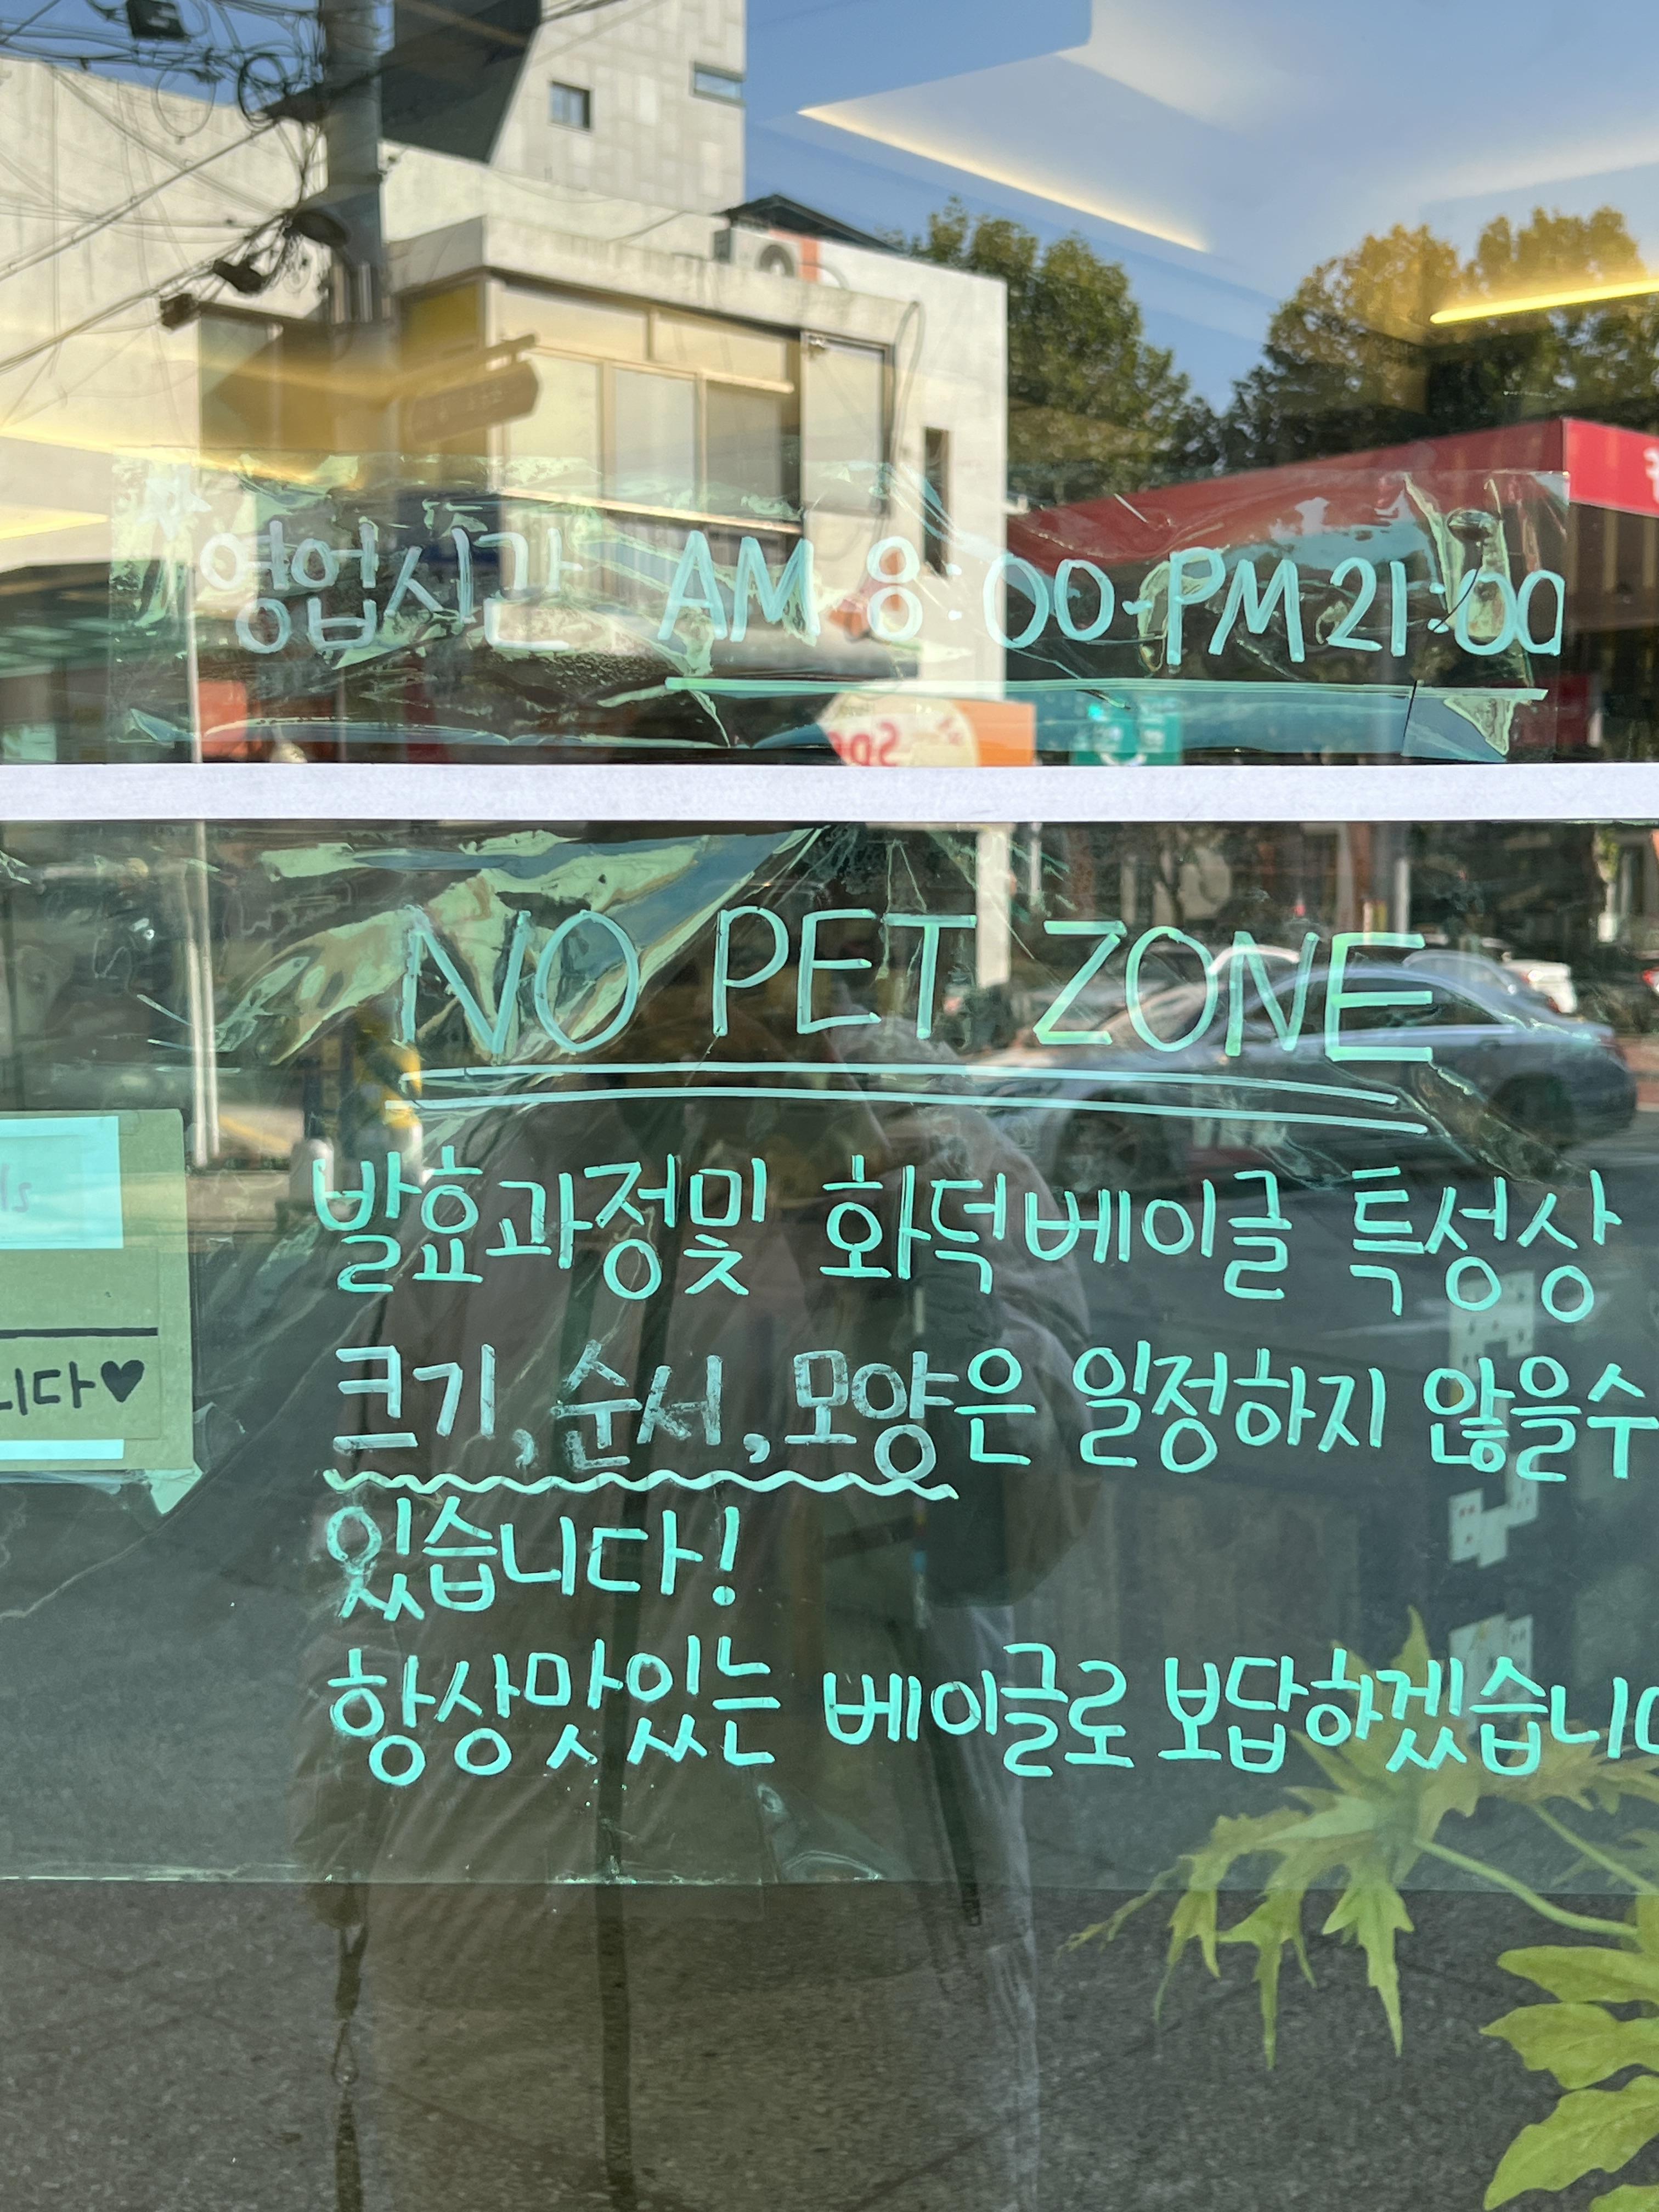 영업시간 AM 8:00-PM 21:00
NO PET ZONE
발효과정및 화덕베이글 특성상
크기, 순서, 모양은 일정하지 않을수
있습니다!
항상맛있는 베이글로 보답하겠습니다
니다♥